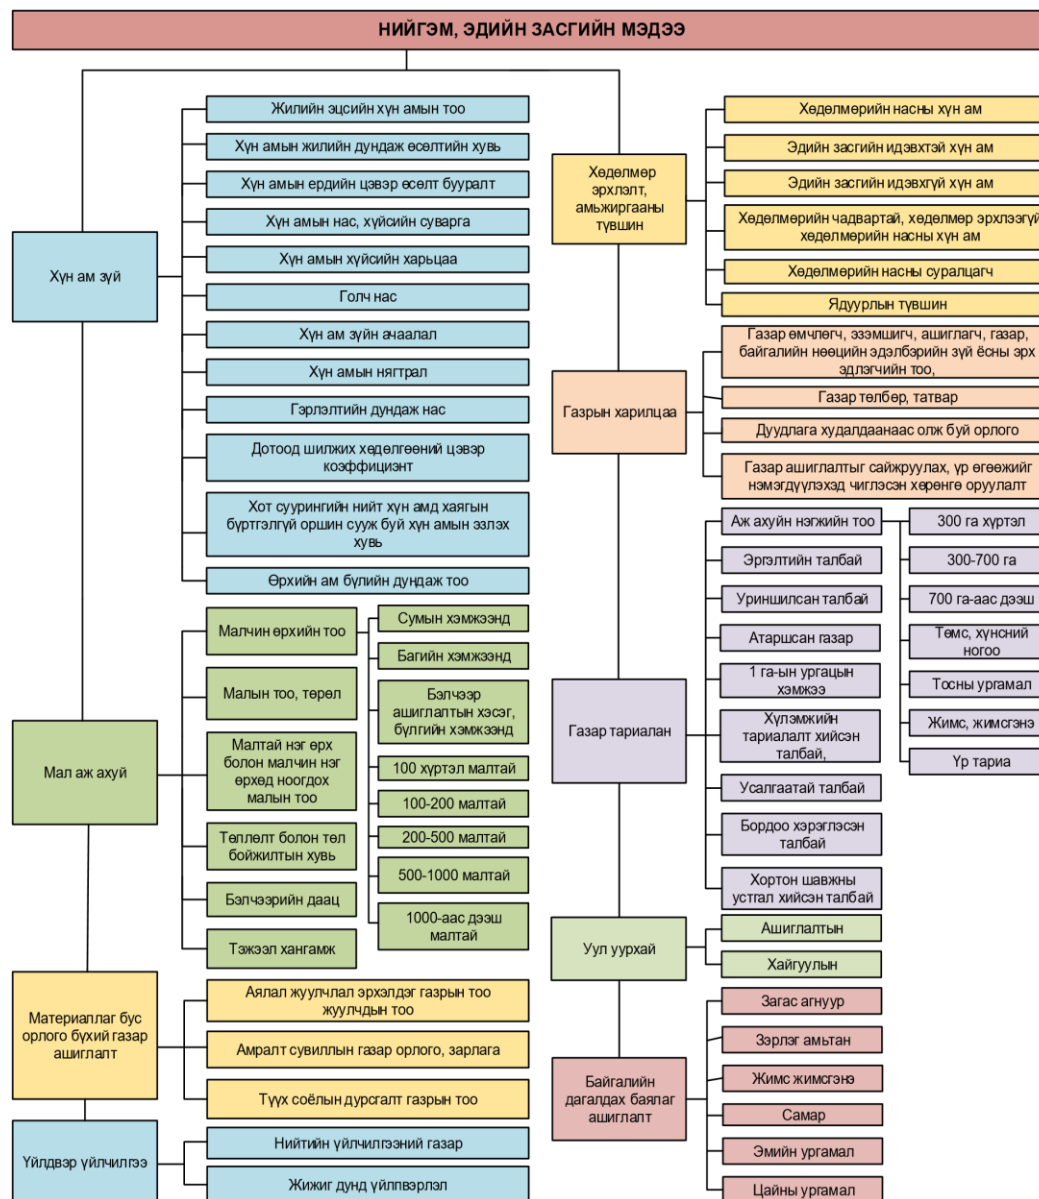 НИЙГЭМ, ЭДИЙН ЗАСГИЙН МЭДЭЭ
Хүн ам зүй
Жилийн эцсийн хүн амын тоо
Хүн амын жилийн дундаж өсөлтийн хувь
Хүн амын ердийн цэвэр өсөлт бууралт
Хүн амын нас, хүйсийн суварга
Хүн амын хүйсийн харьцаа
Голч нас
Хүн ам зүйн ачаалал
Хүн амын нягтрал
Гэрлэлтийн дундаж нас
Дотоод шилжих хөдөлгөөний цэвэр
коэффициэнт
Хот суурингийн нийт хүн амд хаягын
бүртгэлгүй оршин сууж буй хүн амын эзлэх
хувь
Өрхийн ам бүлийн дундаж тоо
Мал аж ахуй
Малчин өрхийн тоо
Малын тоо, төрөл
Малтай нэг өрх
болон малчин нэг
өрхөд ноогдох
малын тоо
Төллөлт болон төл
бойжилтын хувь
Бэлчээрийн даац
Тэжээл хангамж
Сумын хэмжээнд
Багийн хэмжээнд
Бэлчээр
ашиглалтын хэсэг,
бүлгийн хэмжээнд
100 хүртэл малтай
100-200 малтай
200-500 малтай
500-1000 малтай
1000-аас дээш
малтай
Материаллаг бус
орлого бүхий газар
ашиглалт
Аялал жуулчлал эрхэлдэг газрын тоо
жуулчдын тоо
Амралт сувиллын газар орлого, зарлага
Түүх соёлын дурсгалт газрын тоо
Үйлдвэр үйлчилгээ
Нийтийн үйлчилгээний газар
Жижиг дунд үйлпвэрлэл
Хөдөлмөр
эрхлэлт,
амьжиргааны
түвшин
Хөдөлмөрийн насны хүн ам
Эдийн засгийн идэвхтэй хүн ам
Эдийн засгийн идэвхгүй хүн ам
Хөдөлмөрийн чадвартай, хөдөлмөр эрхлээгүй
хөдөлмөрийн насны хүн ам
Хөдөлмөрийн насны суралцагч
Ядуурлын түвшин
Газрын харилцаа
Газар өмчлөгч, эзэмшигч, ашиглагч, газар,
байгалийн нөөцийн эдэлбэрийн зүй ёсны эрх
эдлэгчийн тоо,
Газар төлбөр, татвар
Дуудлага худалдаанаас олж буй орлого
Газар ашиглалтыг сайжруулах, үр өгөөжийг
нэмэгдүүлэхэд чиглэсэн хөрөнгө оруулалт
Газар тариалан
Аж ахуйн нэгжийн тоо
Эргэлтийн талбай
Уриншилсан талбай
Атаршсан газар
1 га-ын ургацын
хэмжээ
Хүлэмжийн
тариалалт хийсэн
талбай,
Усалгаатай талбай
Бордоо хэрэглэсэн
талбай
Хортон шавжны
устгал хийсэн талбай
300 га хүртэл
300-700 га
700 га-аас дээш
Төмс, хүнсний
ногоо
Тосны ургамал
Жимс, жимсгэнэ
Үр тариа
Уул уурхай
Ашиглалтын
Хайгуулын
Байгалийн
дагалдах баялаг
ашиглалт
Загас агнуур
Зэрлэг амьтан
Жимс жимсгэнэ
Самар
Эмийн ургамал
Цайны ургамал